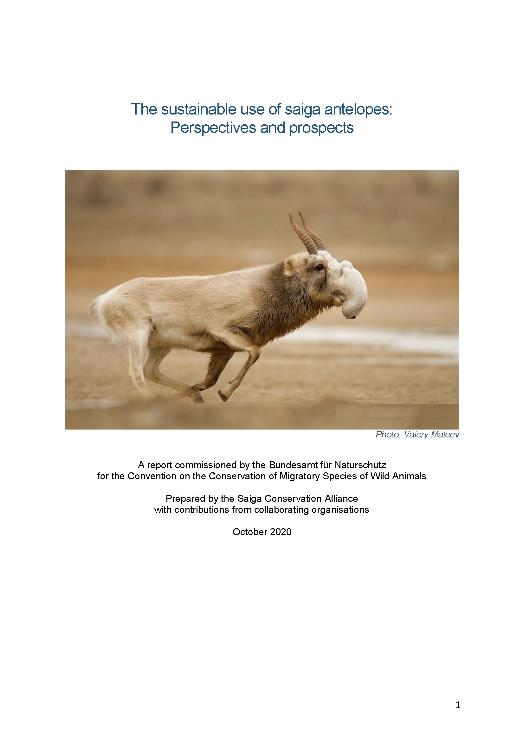 The sustainable use of saiga antelopes:
Perspectives and prospects
Photo: Valery Maleev
A report commissioned by the Bundesamt für Naturschutz
for the Convention on the Conservation of Migratory Species of Wild Animals
Prepared by the Saiga Conservation Alliance
with contributions from collaborating organisations
October 2020
1